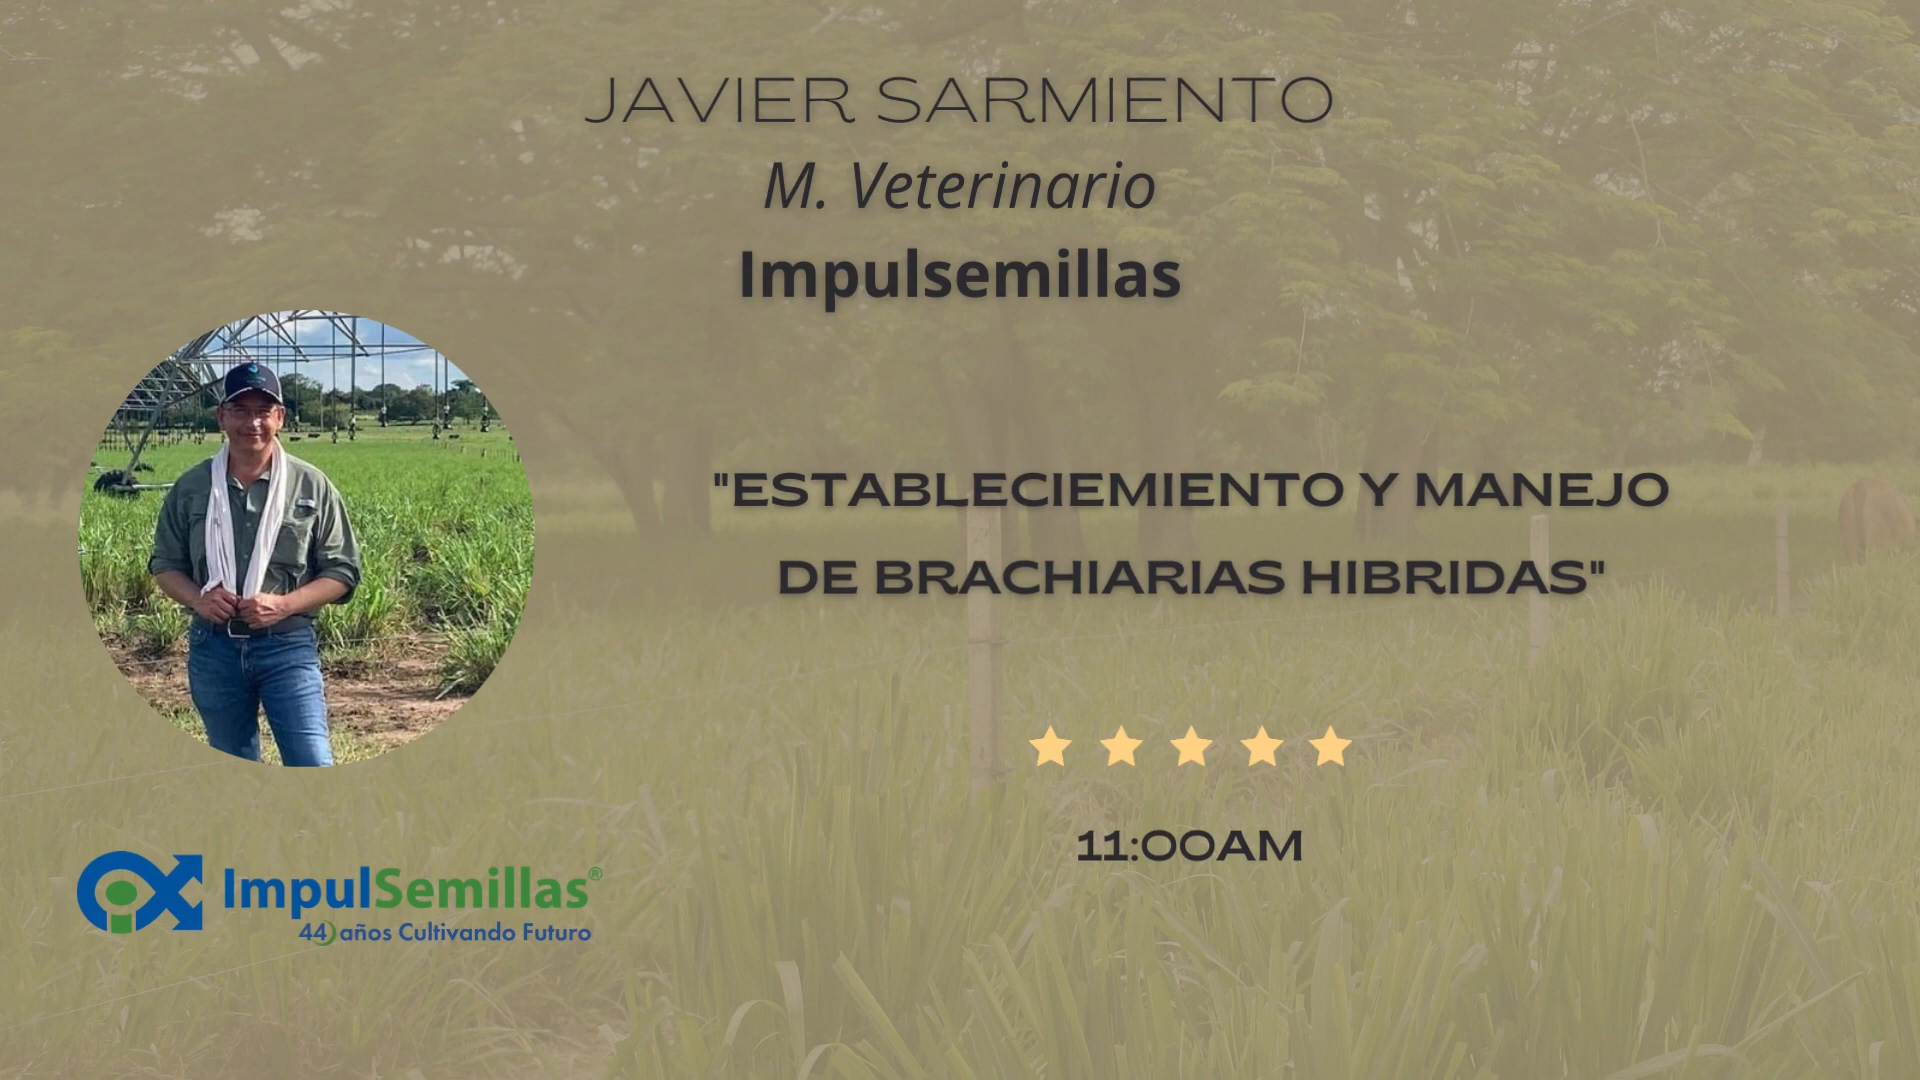 JAVIER SARMIENTO
M. Veterinario
Impulsemillas
"ESTABLECIEMIENTO Y MANEJO
DE BRACHIARIAS HIBRIDAS"
11:00AM
ImpulSemillas®
44 años Cultivando Futuro